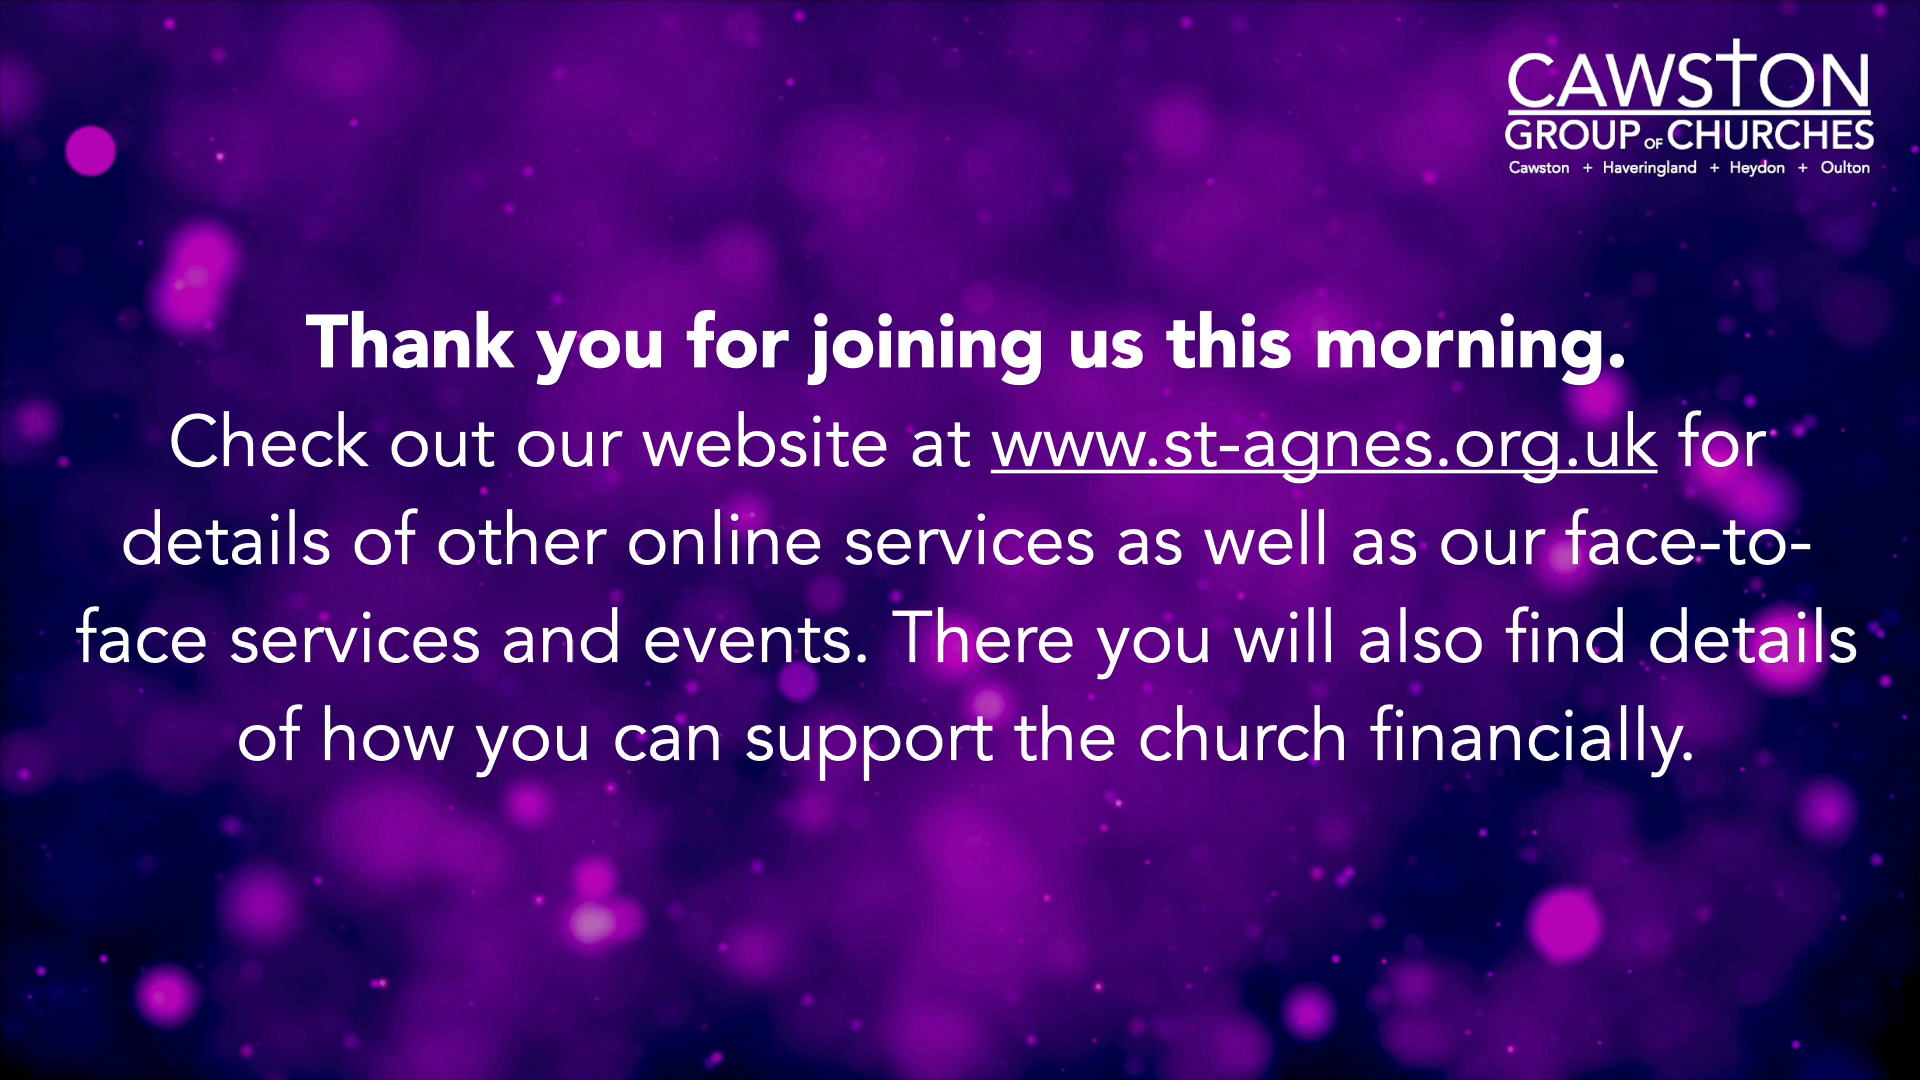 CAWSTON
GROUP OF CHURCHES
Cawston + Haveringland + Heydon + Oulton
Thank you for joining us this morning.
Check out our website at www.st-agnes.org.uk for
details of other online services as well as our face-to-
face services and events. There you will also find details
of how you can support the church financially.